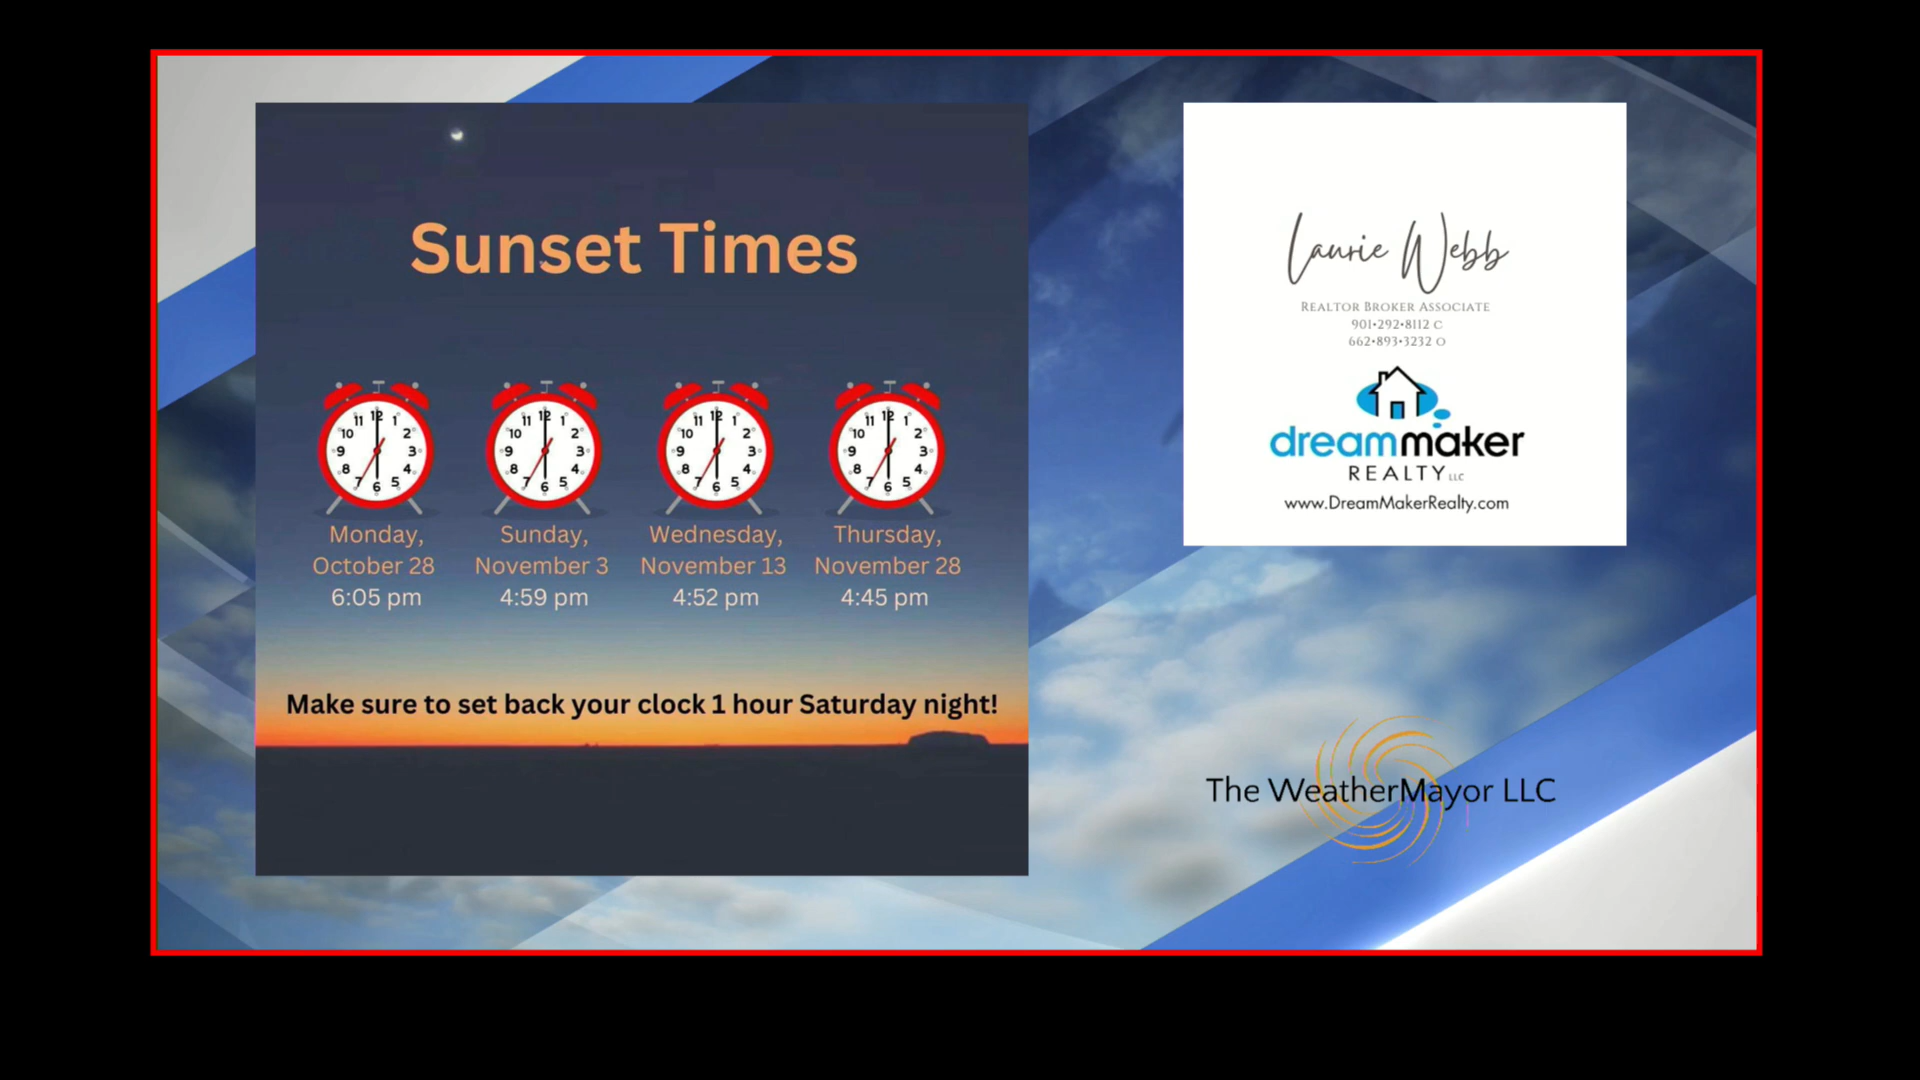 Sunset Times
Monday,
October 28
6:05 pm
Sunday,
November 3
4:59 pm
Wednesday,
November 13
4:52 pm
Thursday,
November 28
4:45 pm
Make sure to set back your clock 1 hour Saturday night!
Laurie Webb
REALTOR BROKER ASSOCIATE
901•292•8112 C
662•893•3232 O
dreammaker
REALTY LLC
www.DreamMakerRealty.com
The WeatherMayor LLC